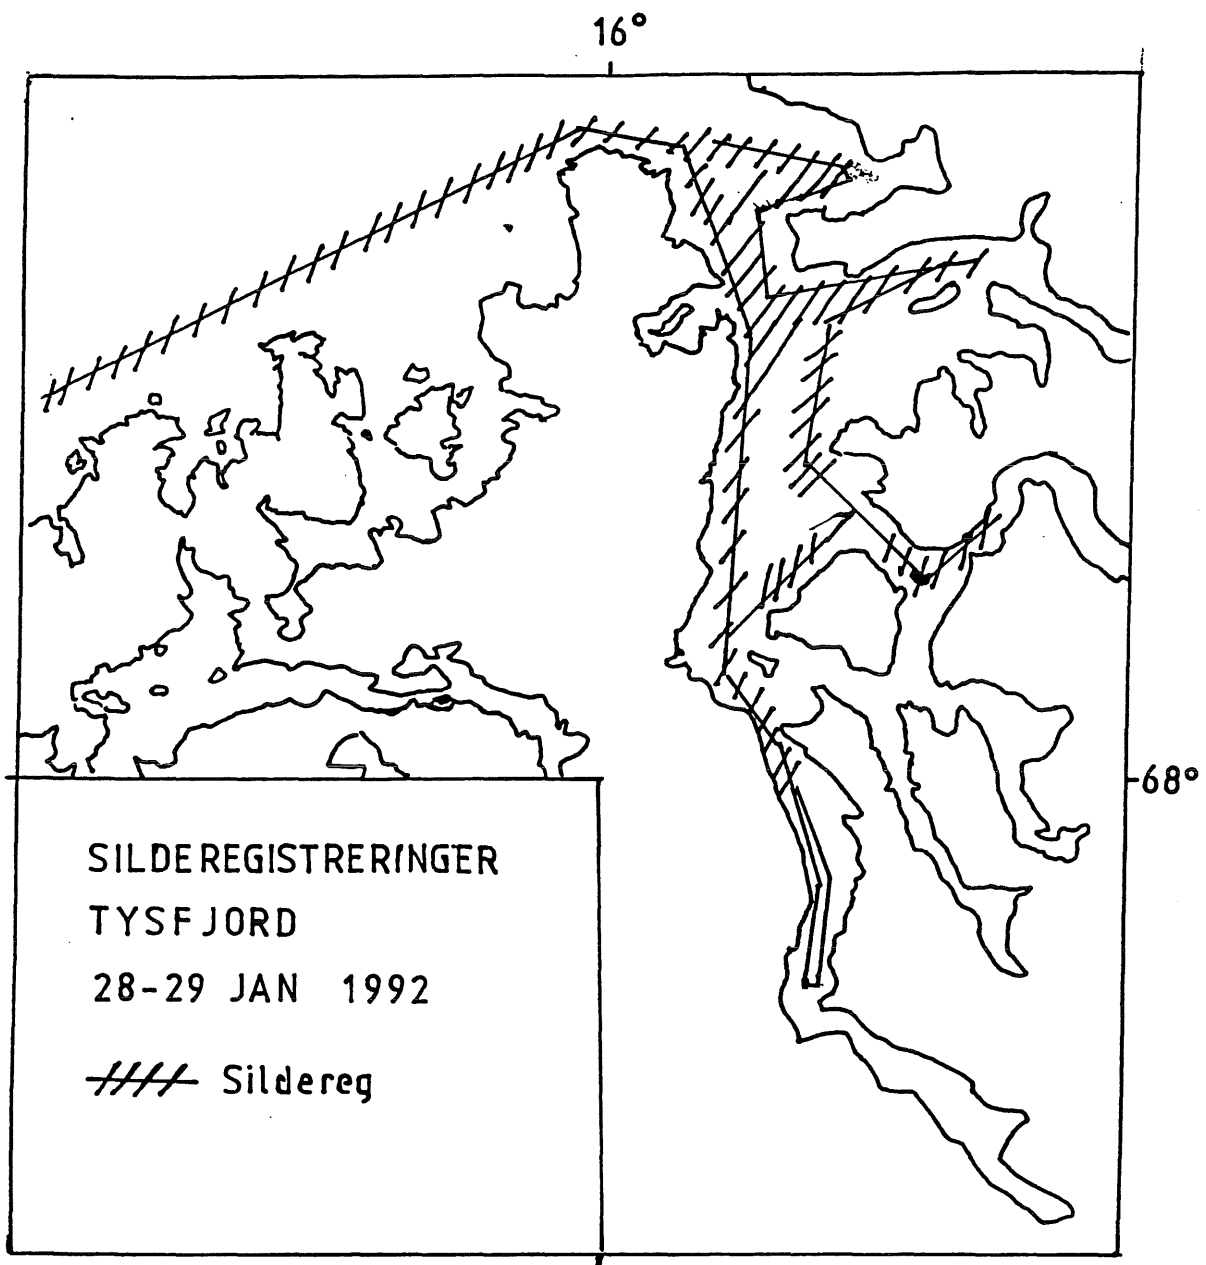 16°
68°
SILDEREGISTRERINGER
TYSFJORD
28-29 JAN 1992
Sildereg